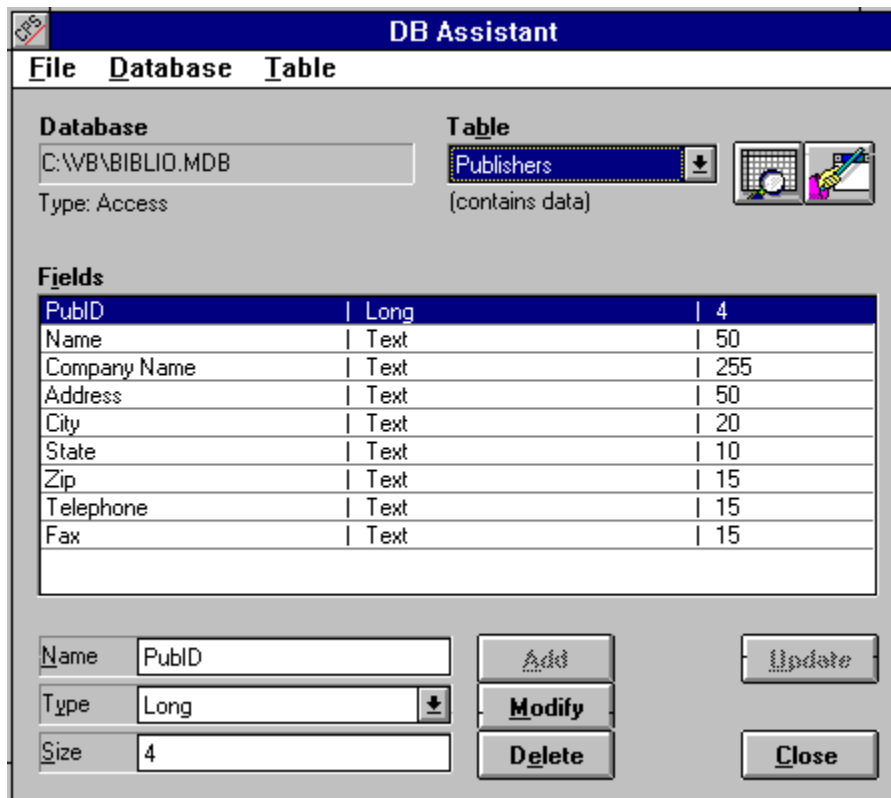 CPS DB Assistant
File Database Table
Database Table
C:\VB\BIBLIO.MDB Publishers
Type: Access (contains data)
Fields
PubID | Long | 4
Name | Text | 50
Company Name | Text | 255
Address | Text | 50
City | Text | 20
State | Text | 10
Zip | Text | 15
Telephone | Text | 15
Fax | Text | 15
Name PubID Add Update
Type Long Modify
Size 4 Delete Close